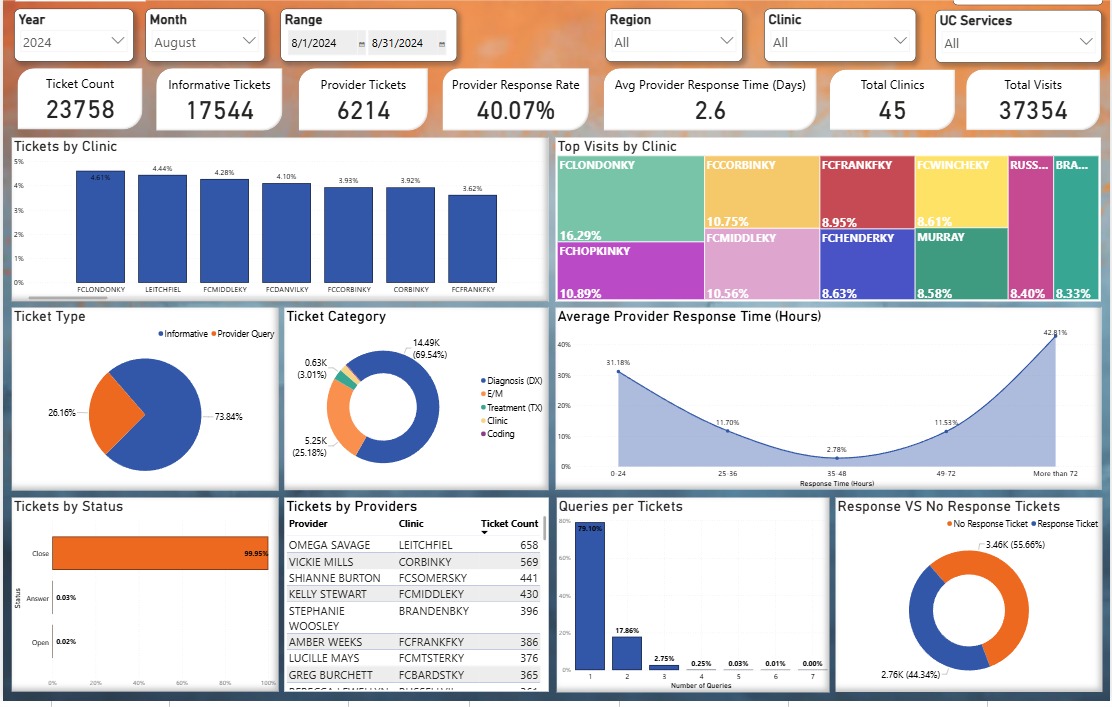 Year
2024
Month
August
Range
8/1/2024 8/31/2024
Region
All
Clinic
All
UC Services
All
Ticket Count
23758
Informative Tickets
17544
Provider Tickets
6214
Provider Response Rate
40.07%
Avg Provider Response Time (Days)
2.6
Total Clinics
45
Total Visits
37354
Tickets by Clinic
5%
4%
3%
2%
1%
0%
4.61%
4.44%
4.28%
4.10%
3.93%
3.92%
3.62%
FCLONDONKY LEITCHFIEL FCMIDDLEKY FCDANVILKY FCCORBINKY CORBINKY FCFRANKFKY
Top Visits by Clinic
FCLONDONKY
16.29%
FCHOPKINKY
10.89%
FCCORBINKY
10.75%
FCMIDDLEKY
10.56%
FCFRANKFKY
8.95%
FCHENDERKY
8.63%
FCWINCHEKY
8.61%
MURRAY
8.58%
RUSS...
8.40%
BRA...
8.33%
Ticket Type
Informative Provider Query
26.16%
73.84%
Ticket Category
14.49K
(69.54%)
0.63K
(3.01%)
5.25K
(25.18%)
Diagnosis (DX)
E/M
Treatment (TX)
Clinic
Coding
Average Provider Response Time (Hours)
40%
30%
20%
10%
0%
31.18%
11.70%
2.78%
11.53%
42.81%
0-24 25-36 35-48 49-72 More than 72
Response Time (Hours)
Tickets by Status
Status
Close 99.95%
Answer 0.03%
Open 0.02%
0% 20% 40% 60% 80% 100%
Tickets by Providers
Provider Clinic Ticket Count
OMEGA SAVAGE LEITCHFIEL 658
VICKIE MILLS CORBINKY 569
SHIANNE BURTON FCSOMERSKY 441
KELLY STEWART FCMIDDLEKY 430
STEPHANIE BRANDENBKY 396
WOOSLEY
AMBER WEEKS FCFRANKFKY 386
LUCILLE MAYS FCMTSTERKY 376
GREG BURCHETT FCBARDSTKY 365
Queries per Tickets
80%
60%
40%
20%
0%
79.10%
17.86%
2.75%
0.25%
0.03%
0.01%
0.00%
1 2 3 4 5 6 7
Number of Queries
Response VS No Response Tickets
No Response Ticket Response Ticket
3.46K (55.66%)
2.76K (44.34%)